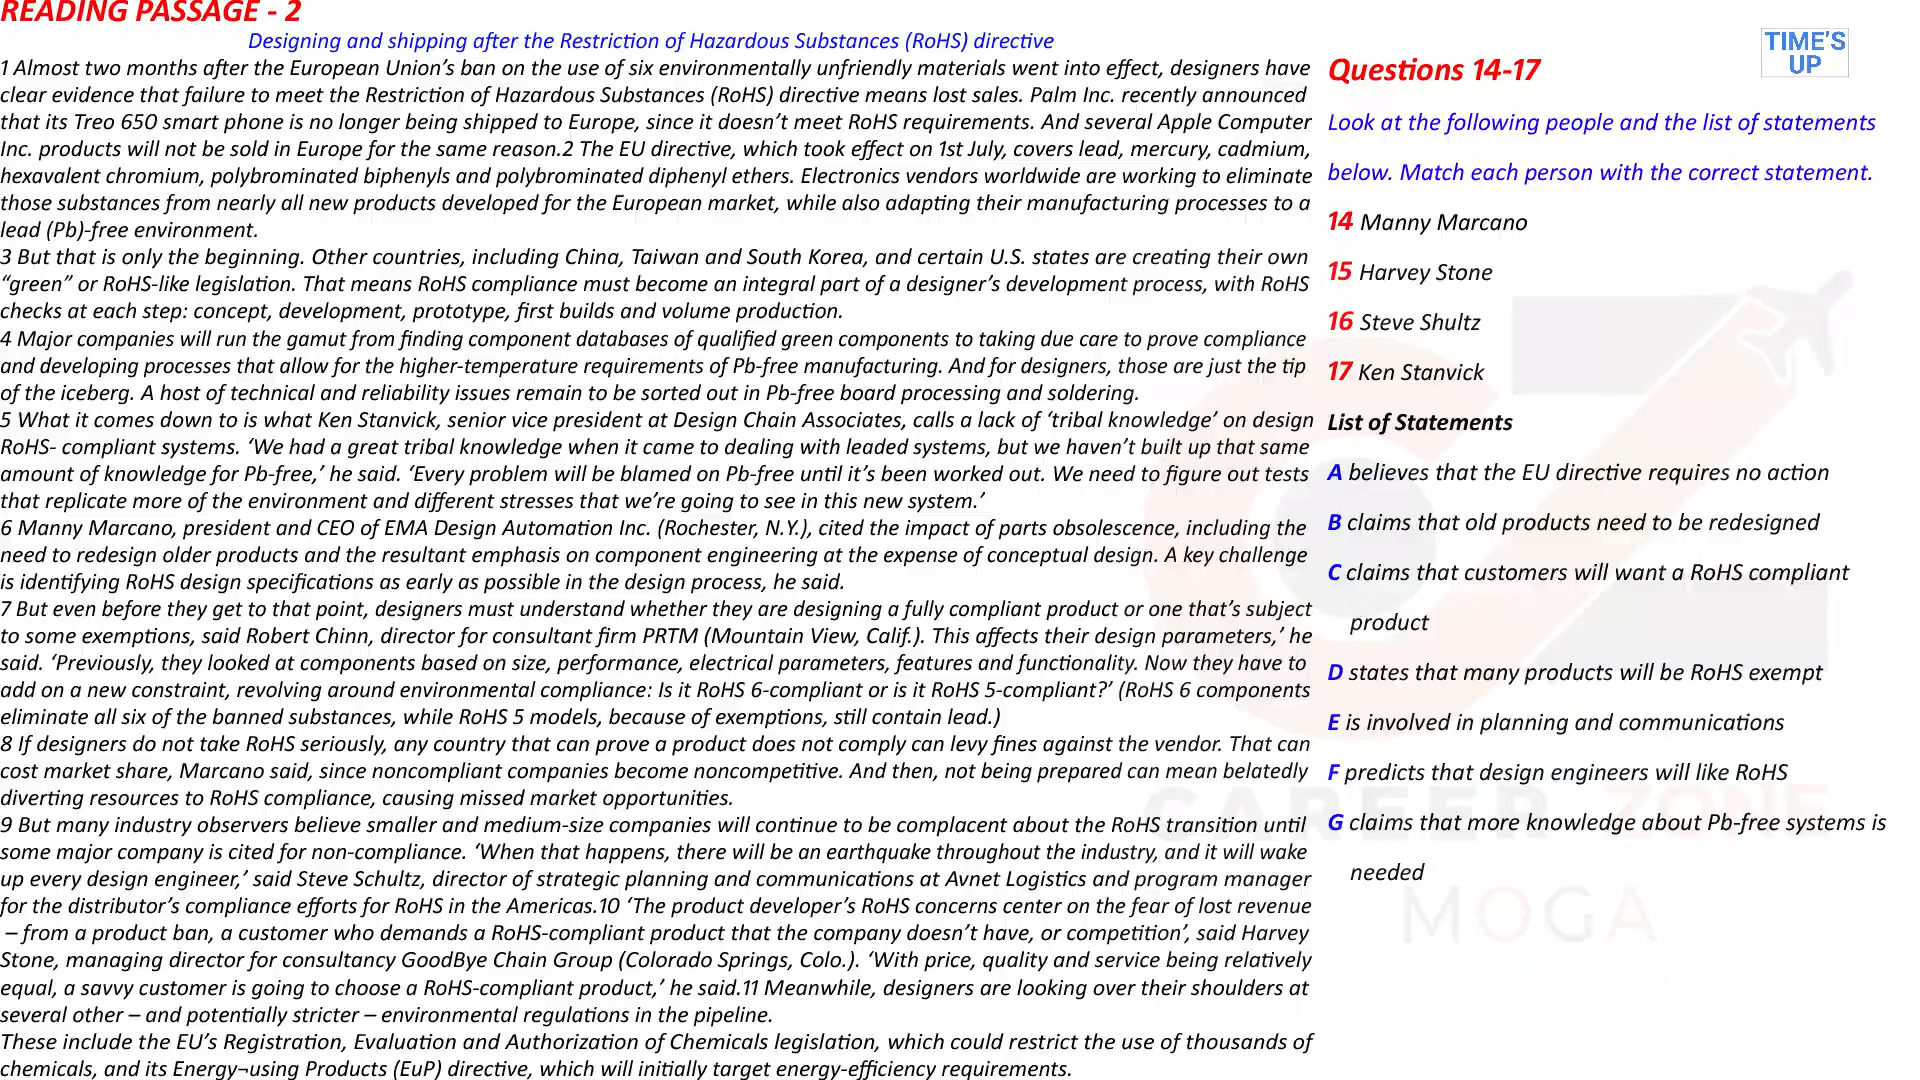 READING PASSAGE - 2
Designing and shipping after the Restriction of Hazardous Substances (RoHS) directive
1 Almost two months after the European Union's ban on the use of six environmentally unfriendly materials went into effect, designers have
clear evidence that failure to meet the Restriction of Hazardous Substances (RoHS) directive means lost sales. Palm Inc. recently announced
that its Treo 650 smart phone is no longer being shipped to Europe, since it doesn't meet RoHS requirements. And several Apple Computer
Inc. products will not be sold in Europe for the same reason.2 The EU directive, which took effect on 1st July, covers lead, mercury, cadmium,
hexavalent chromium, polybrominated biphenyls and polybrominated diphenyl ethers. Electronics vendors worldwide are working to eliminate
those substances from nearly all new products developed for the European market, while also adapting their manufacturing processes to a
lead (Pb)-free environment.
3 But that is only the beginning. Other countries, including China, Taiwan and South Korea, and certain U.S. states are creating their own
“green” or RoHS-like legislation. That means RoHS compliance must become an integral part of a designer's development process, with RoHS
checks at each step: concept, development, prototype, first builds and volume production.
4 Major companies will run the gamut from finding component databases of qualified green components to taking due care to prove compliance
and developing processes that allow for the higher-temperature requirements of Pb-free manufacturing. And for designers, those are just the tip
of the iceberg. A host of technical and reliability issues remain to be sorted out in Pb-free board processing and soldering.
5 What it comes down to is what Ken Stanvick, senior vice president at Design Chain Associates, calls a lack of ‘tribal knowledge’ on design
RoHS- compliant systems. ‘We had a great tribal knowledge when it came to dealing with leaded systems, but we haven't built up that same
amount of knowledge for Pb-free,’ he said. ‘Every problem will be blamed on Pb-free until it's been worked out. We need to figure out tests
that replicate more of the environment and different stresses that we're going to see in this new system.’
6 Manny Marcano, president and CEO of EMA Design Automation Inc. (Rochester, N.Y.), cited the impact of parts obsolescence, including the
need to redesign older products and the resultant emphasis on component engineering at the expense of conceptual design. A key challenge
is identifying RoHS design specifications as early as possible in the design process, he said.
7 But even before they get to that point, designers must understand whether they are designing a fully compliant product or one that's subject
to some exemptions, said Robert Chinn, director for consultant firm PRTM (Mountain View, Calif.). This affects their design parameters,’ he
said. ‘Previously, they looked at components based on size, performance, electrical parameters, features and functionality. Now they have to
add on a new constraint, revolving around environmental compliance: Is it RoHS 6-compliant or is it RoHS 5-compliant?’ (RoHS 6 components
eliminate all six of the banned substances, while RoHS 5 models, because of exemptions, still contain lead.)
8 If designers do not take RoHS seriously, any country that can prove a product does not comply can levy fines against the vendor. That can
cost market share, Marcano said, since noncompliant companies become noncompetitive. And then, not being prepared can mean belatedly
diverting resources to RoHS compliance, causing missed market opportunities.
9 But many industry observers believe smaller and medium-size companies will continue to be complacent about the RoHS transition until
some major company is cited for non-compliance. ‘When that happens, there will be an earthquake throughout the industry, and it will wake
up every design engineer,’ said Steve Schultz, director of strategic planning and communications at Avnet Logistics and program manager
for the distributor's compliance efforts for RoHS in the Americas.10 ‘The product developer's RoHS concerns center on the fear of lost revenue
– from a product ban, a customer who demands a RoHS-compliant product that the company doesn't have, or competition’, said Harvey
Stone, managing director for consultancy GoodBye Chain Group (Colorado Springs, Colo.). ‘With price, quality and service being relatively
equal, a savvy customer is going to choose a RoHS-compliant product,’ he said.11 Meanwhile, designers are looking over their shoulders at
several other – and potentially stricter – environmental regulations in the pipeline.
These include the EU's Registration, Evaluation and Authorization of Chemicals legislation, which could restrict the use of thousands of
chemicals, and its Energy¬using Products (EuP) directive, which will initially target energy-efficiency requirements.
TIME'S
UP
Questions 14-17
Look at the following people and the list of statements
below. Match each person with the correct statement.
14 Manny Marcano
15 Harvey Stone
16 Steve Shultz
17 Ken Stanvick
List of Statements
A believes that the EU directive requires no action
B claims that old products need to be redesigned
C claims that customers will want a RoHS compliant
product
D states that many products will be RoHS exempt
E is involved in planning and communications
F predicts that design engineers will like RoHS
G claims that more knowledge about Pb-free systems is
needed
CAREER ZONE
MOGA